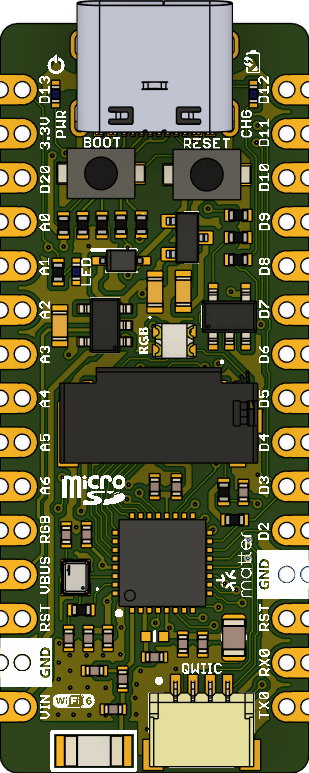 D13
D12
3.3V
PWR
CHG
D11
BOOT
RESET
D20
D10
A0
D9
A1
LED
D8
A2
D7
RGB
A3
D6
A4
D5
A5
D4
A6
micro
SD
D3
RGB
D2
matter
VBUS
GND
RST
RST
GND
QWIIC
RX0
VIN
WiFi 6
TX0